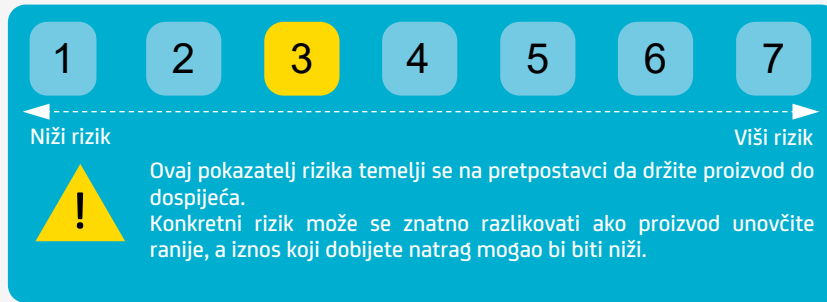 1 2 3 4 5 6 7
Niži rizik Viši rizik
Ovaj pokazatelj rizika temelji se na pretpostavci da držite proizvod do
dospijeća.
Konkretni rizik može se znatno razlikovati ako proizvod unovčite
ranije, a iznos koji dobijete natrag mogao bi biti niži.
!